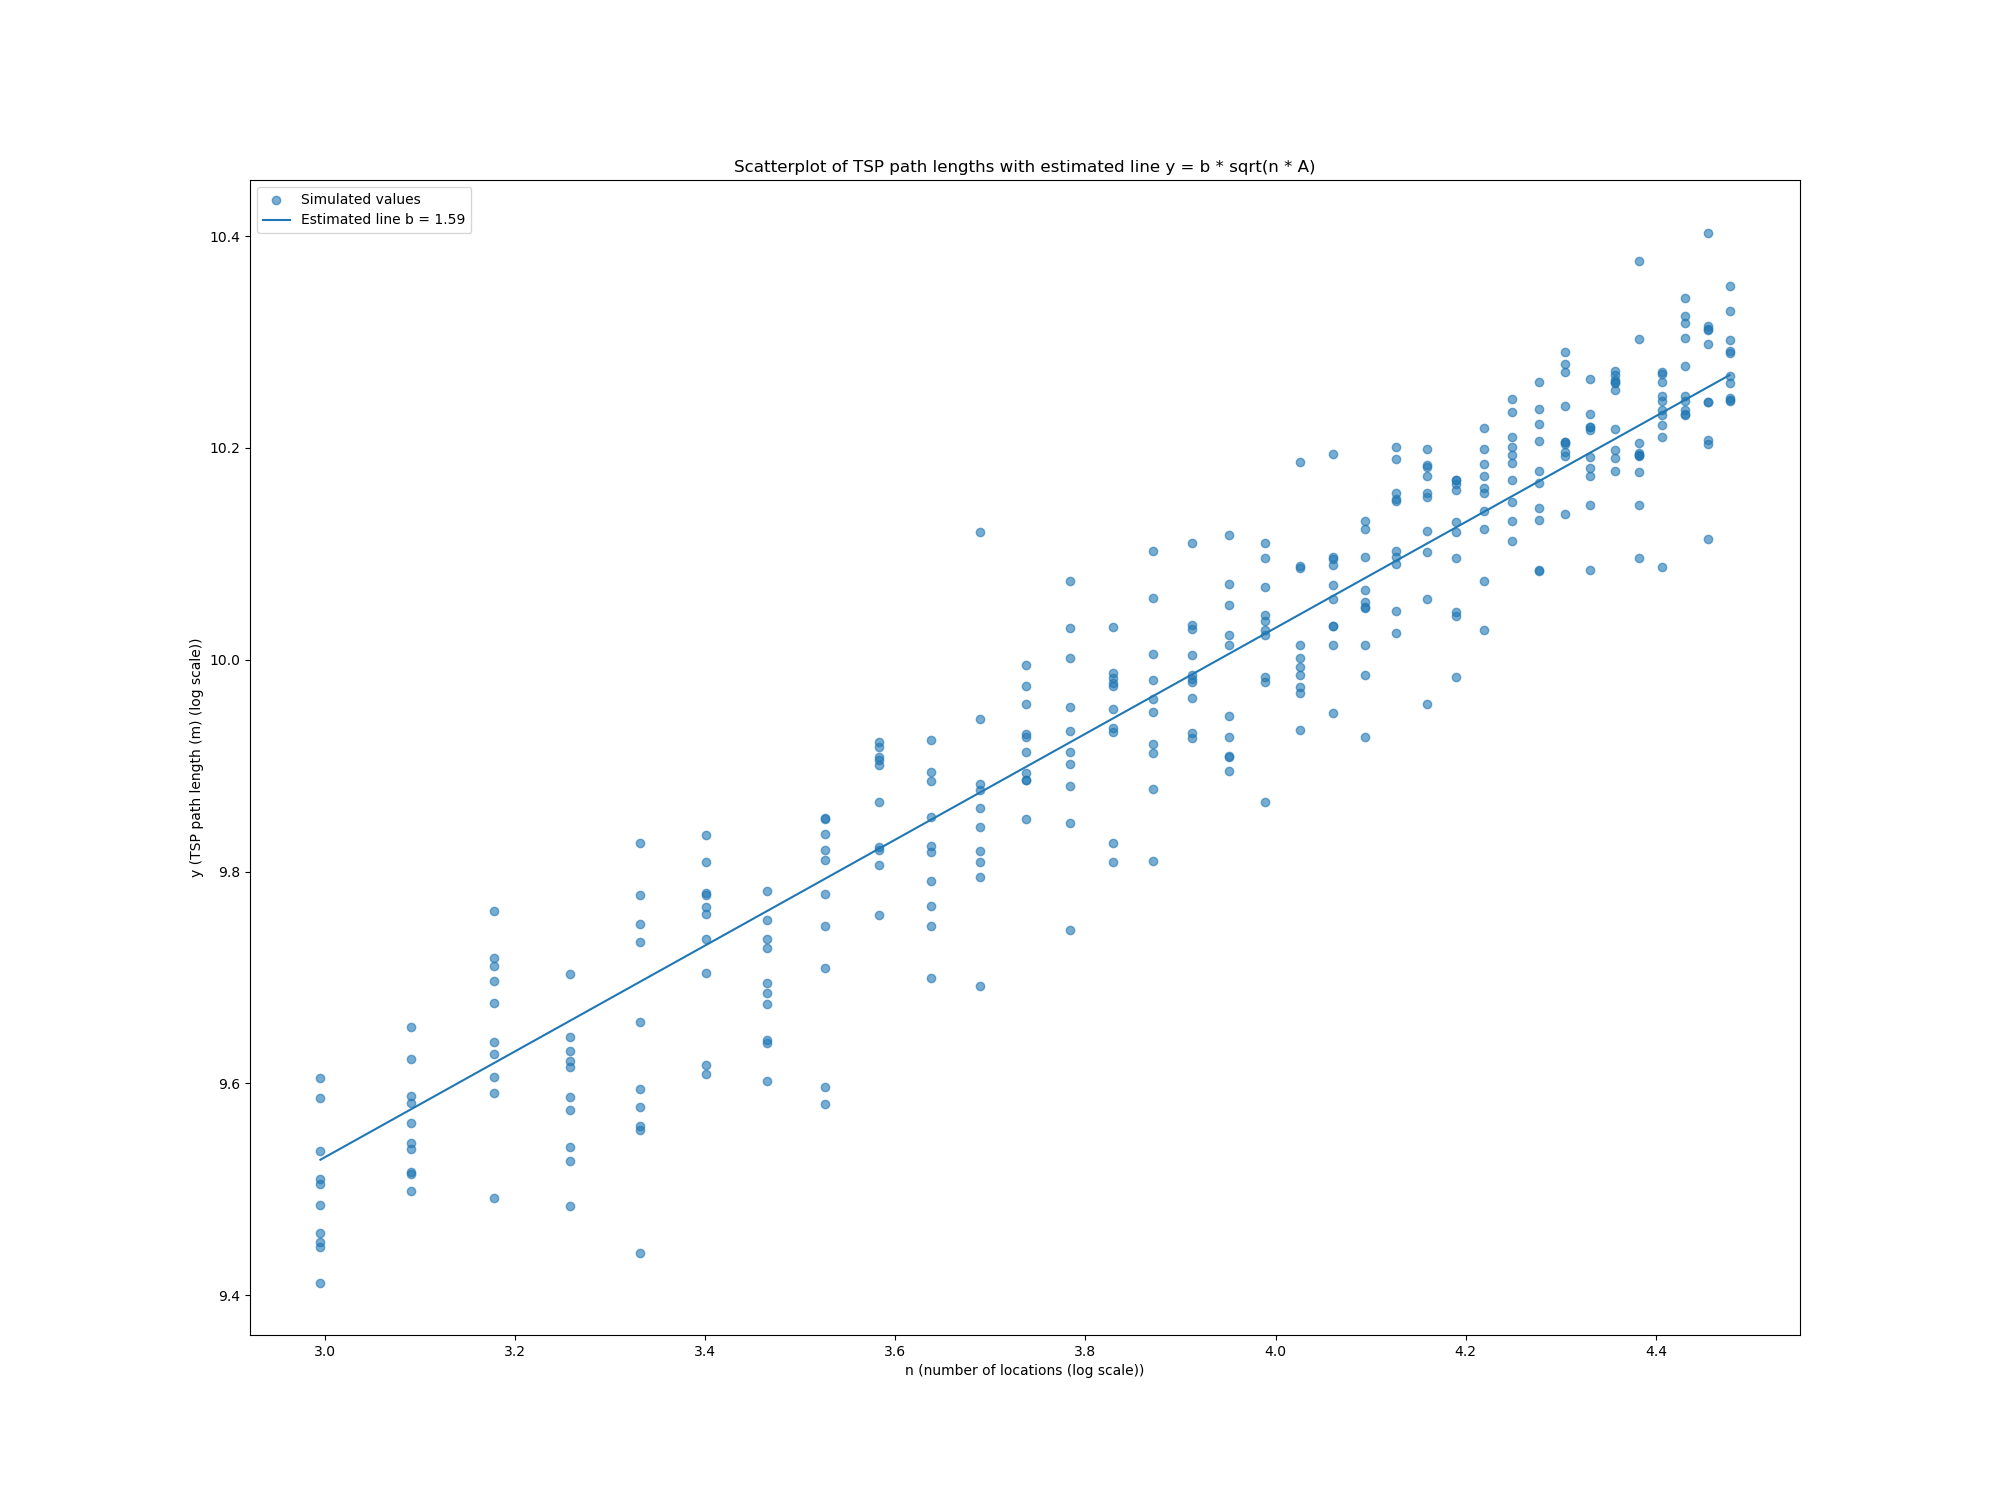 Scatterplot of TSP path lengths with estimated line y = b * sqrt(n * A)
Simulated values
Estimated line b = 1.59
10.4
10.2
10.0
9.8
9.6
9.4
y (TSP path length (m) (log scale))
3.0 3.2 3.4 3.6 3.8 4.0 4.2 4.4
n (number of locations (log scale))